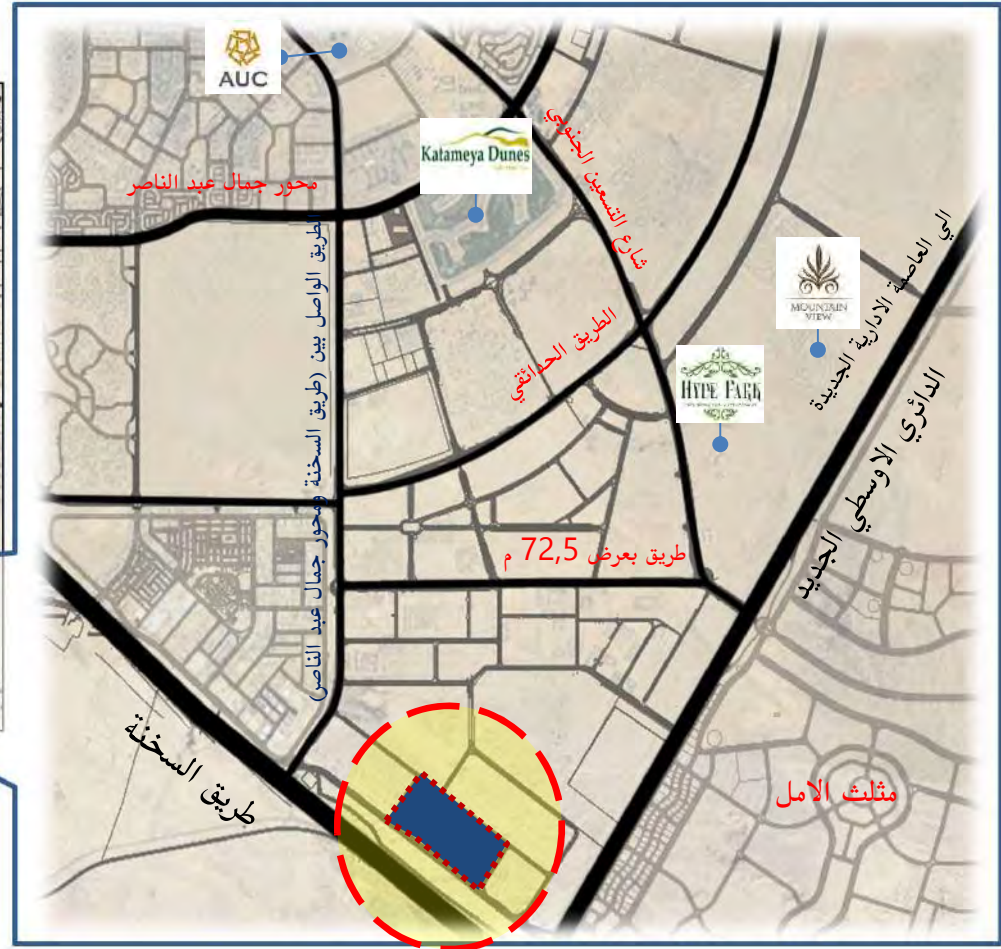 AUC
Katameya Dunes
شارع التسعين الجنوبي
محور جمال عبد الناصر
الطريق الواصل بين (طريق السخنة ومحور جمال عبد الناصر)
الي العاصمة الادارية الجديدة
MOUNTAIN
VIEW
الطريق الحدائقي
HYPE PARK
الدائري الاوسطي الجديد
طريق بعرض 72,5 م
طريق السخنة
مثلث الامل